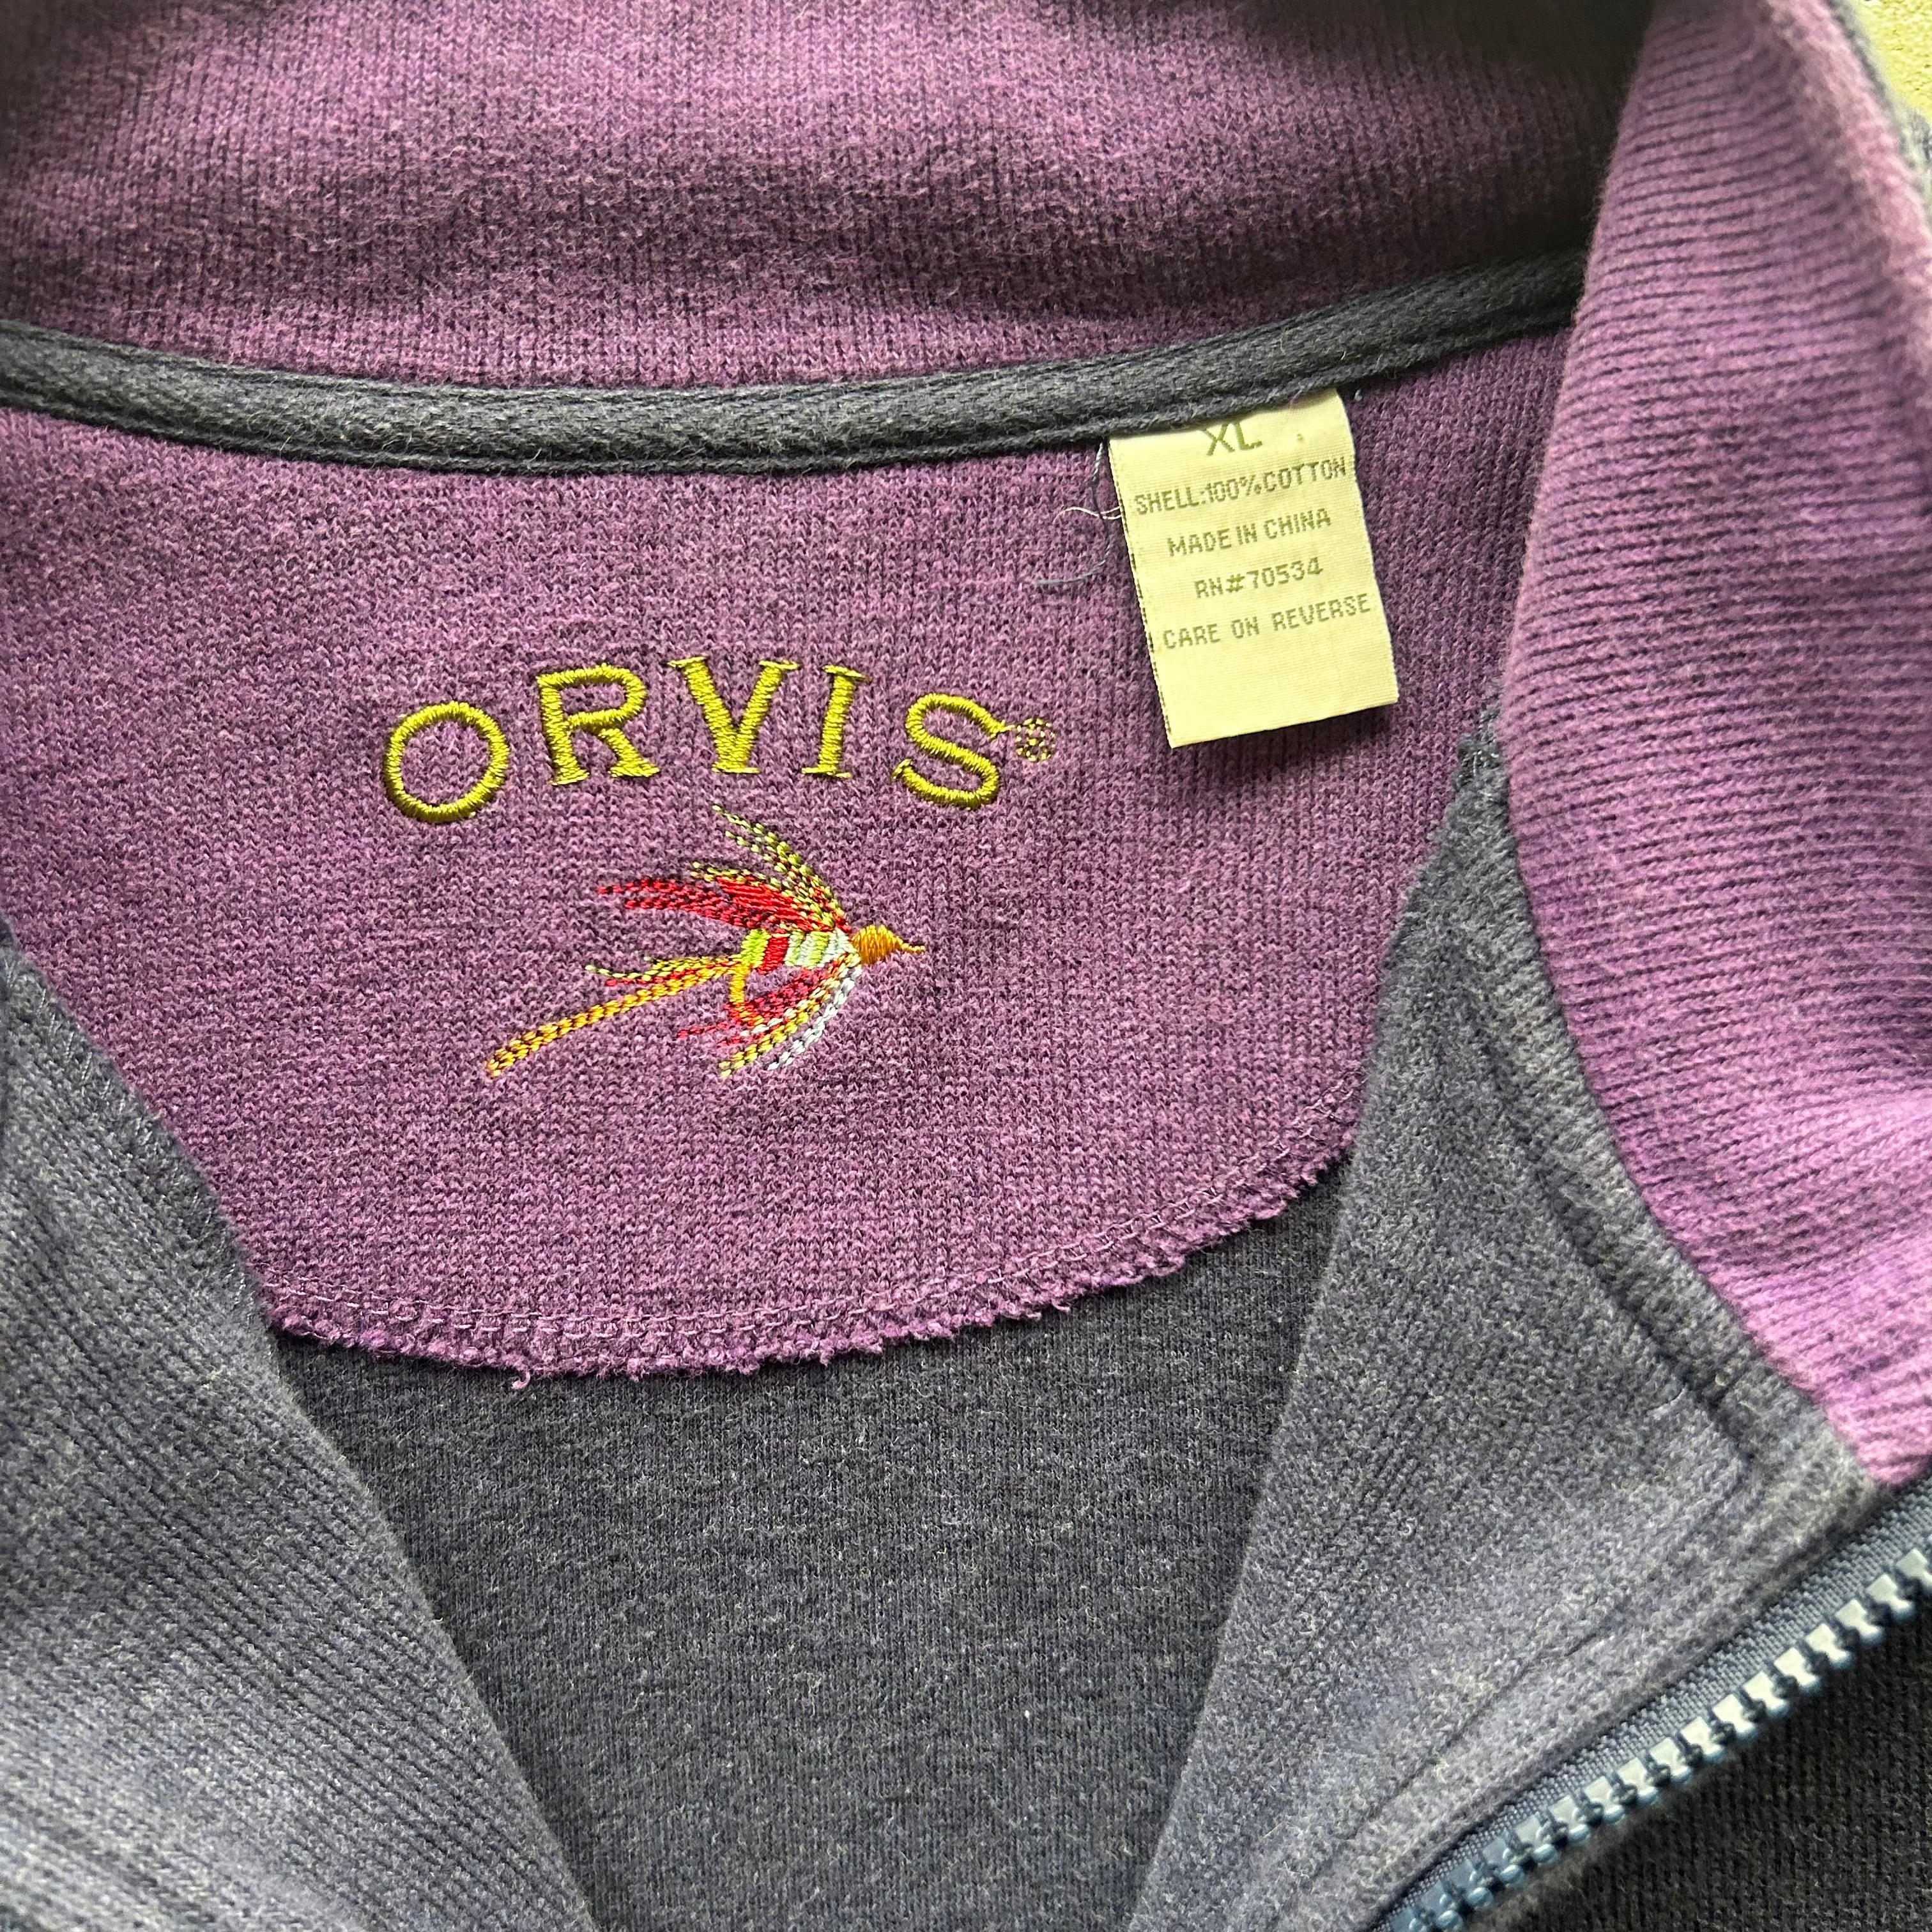 XL
SHELL:100%COTTON
MADE IN CHINA
RN#70534
CARE ON REVERSE
ORVIS®